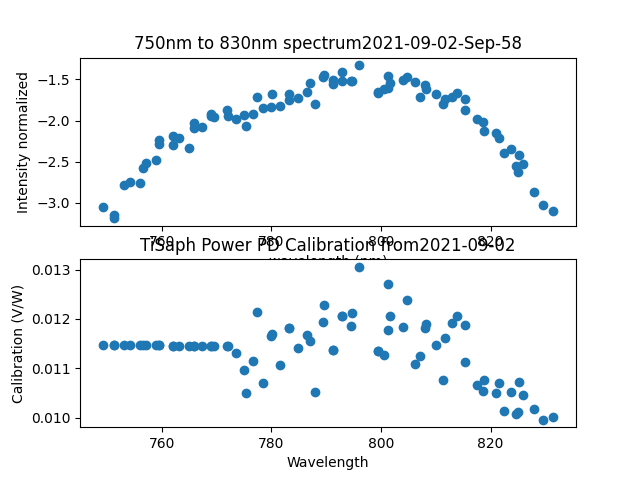 750nm to 830nm spectrum2021-09-02-Sep-58
Intensity normalized
−1.5
−2.0
−2.5
−3.0
760 780 800 820
wavelength (nm)
TiSaph Power PD Calibration from2021-09-02
Calibration (V/W)
0.013
0.012
0.011
0.010
760 780 800 820
Wavelength